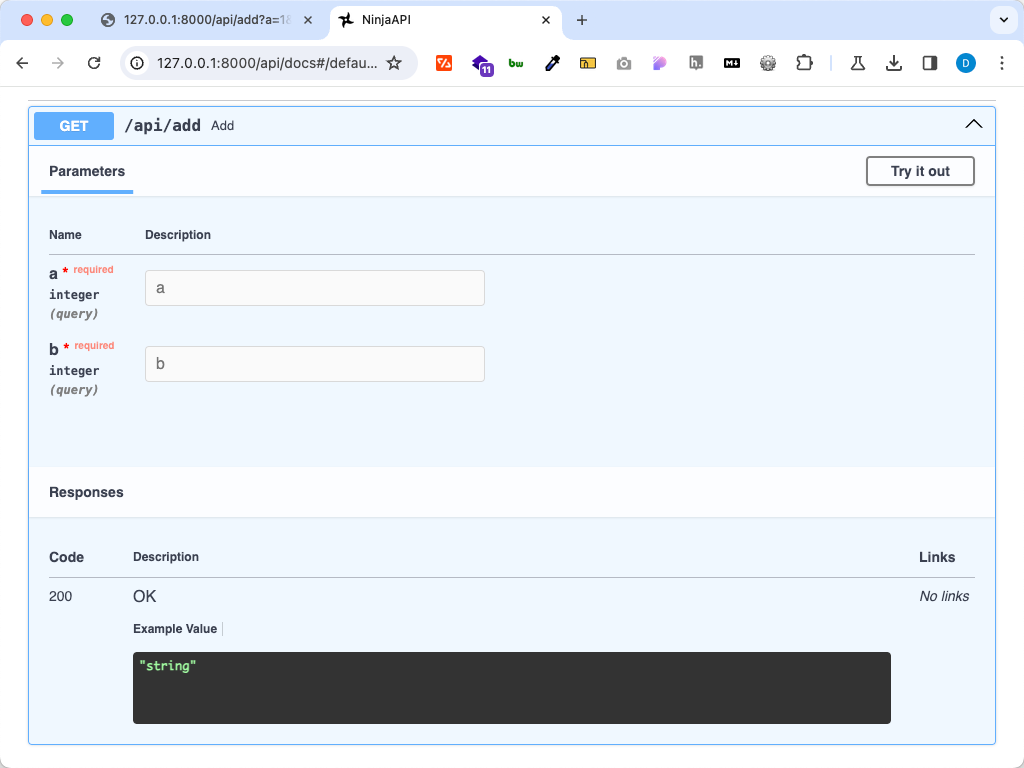 127.0.0.1:8000/api/add?a=1&
NinjaAPI
127.0.0.1:8000/api/docs#/defau...
11
bw
h.
D
GET /api/add Add
Parameters
Try it out
Name Description
a * required
integer
(query)
a
b * required
integer
(query)
b
Responses
Code Description Links
200 OK No links
Example Value
"string"